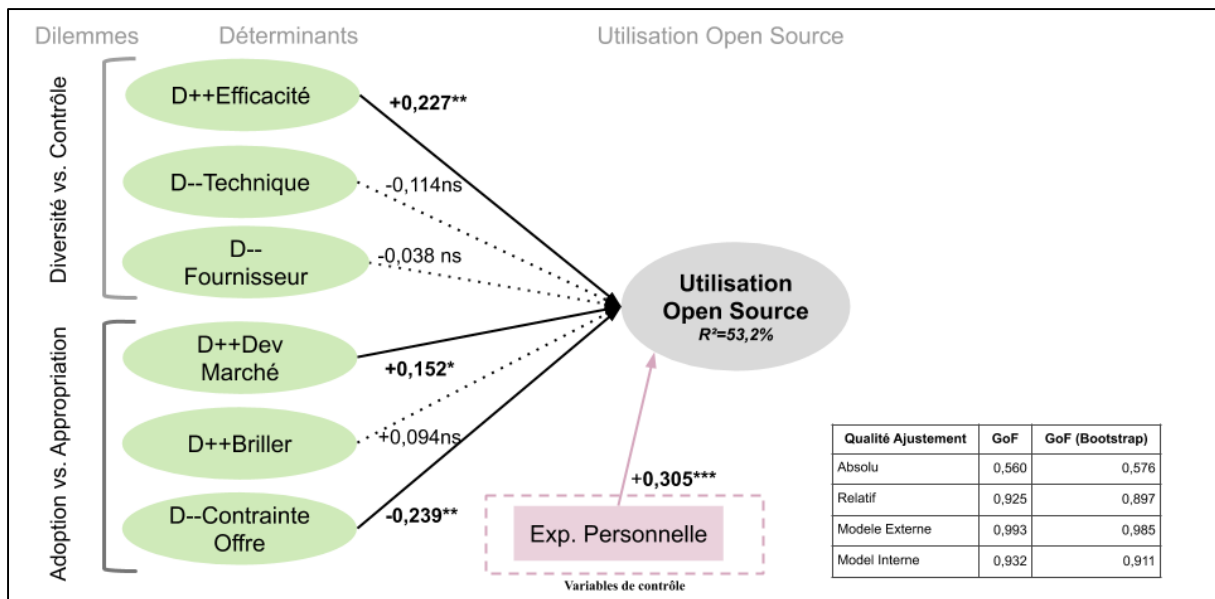 Dilemmes
Déterminants
Utilisation Open Source
Diversité vs. Contrôle
D++Efficacité
+0,227**
D--Technique
-0,114ns
D--
Fournisseur
-0,038 ns
Adoption vs. Appropriation
D++Dev
Marché
+0,152*
D++Briller
+0,094ns
D--Contrainte
Offre
-0,239**
Utilisation
Open Source
R²=53,2%
+0,305***
Exp. Personnelle
Variables de contrôle
Qualité Ajustement GoF GoF (Bootstrap)
Absolu 0,560 0,576
Relatif 0,925 0,897
Modele Externe 0,993 0,985
Model Interne 0,932 0,911